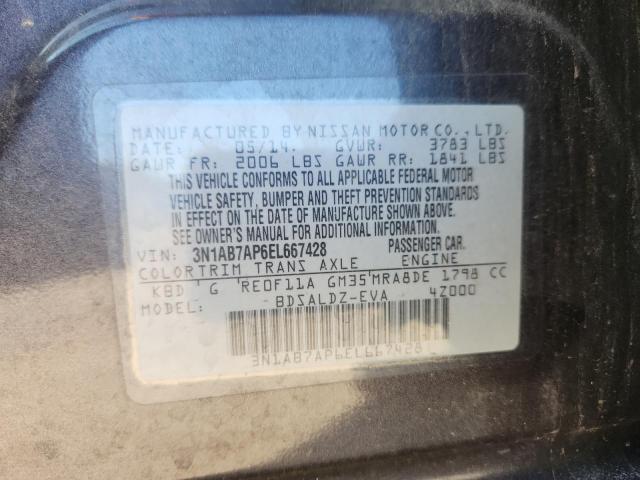 MANUFACTURED BY NISSAN MOTOR CO., LTD.
DATE: 05/14. GVWR: 3783 LBS
GAWR FR: 2006 LBS GAWR RR: 1841 LBS
THIS VEHICLE CONFORMS TO ALL APPLICABLE FEDERAL MOTOR
VEHICLE SAFETY, BUMPER AND THEFT PREVENTION STANDARDS
IN EFFECT ON THE DATE OF MANUFACTURE SHOWN ABOVE.
SEE OWNER'S MANUAL FOR ADDITIONAL INFORMATION.
VIN: 3N1AB7AP6EL667428 PASSENGER CAR.
COLOR TRIM TRANS AXLE ENGINE
KBD G RE0F11A GM35 MRA8DE 1798 CC
MODEL: BDSALDZ-EVA 4Z000
3N1AB7AP6EL667428